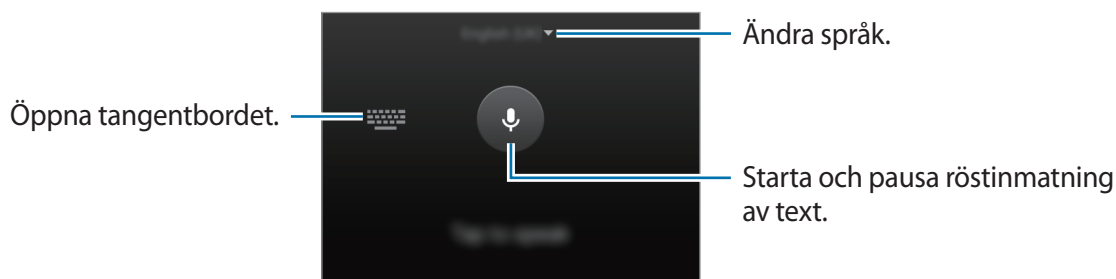 Ändra språk.
Öppna tangentbordet.
Starta och pausa röstinmatning
av text.